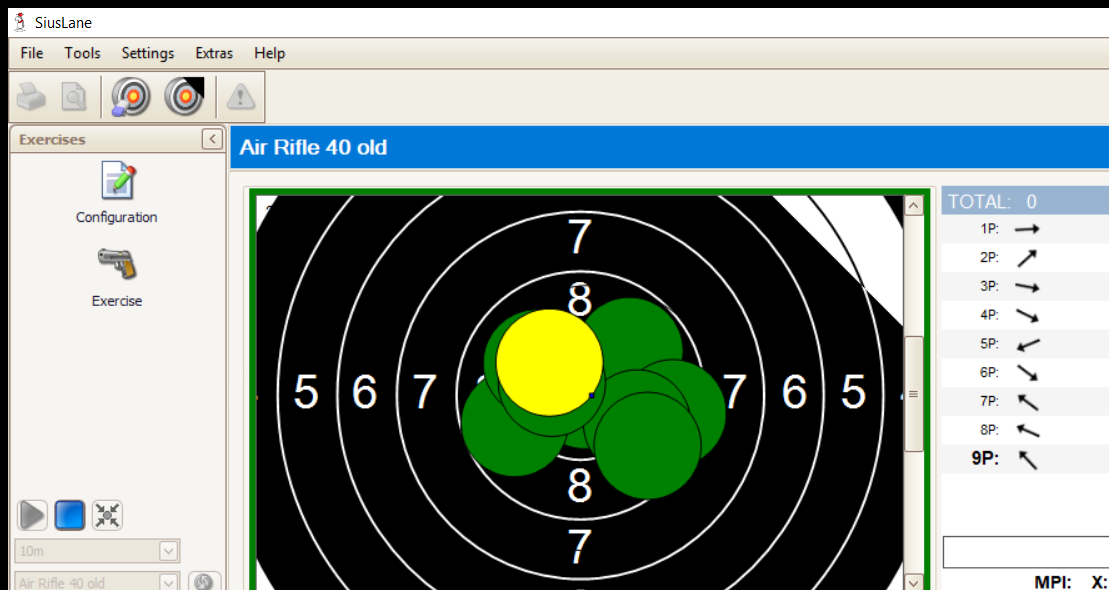 SiusLane
File Tools Settings Extras Help
Exercises
Air Rifle 40 old
Configuration
Exercise
10m
Air Rifle 40 old
7
8
5 6 7 7 6 5
8
7
TOTAL: 0
1P:
2P:
3P:
4P:
5P:
6P:
7P:
8P:
9P:
MPI: X: